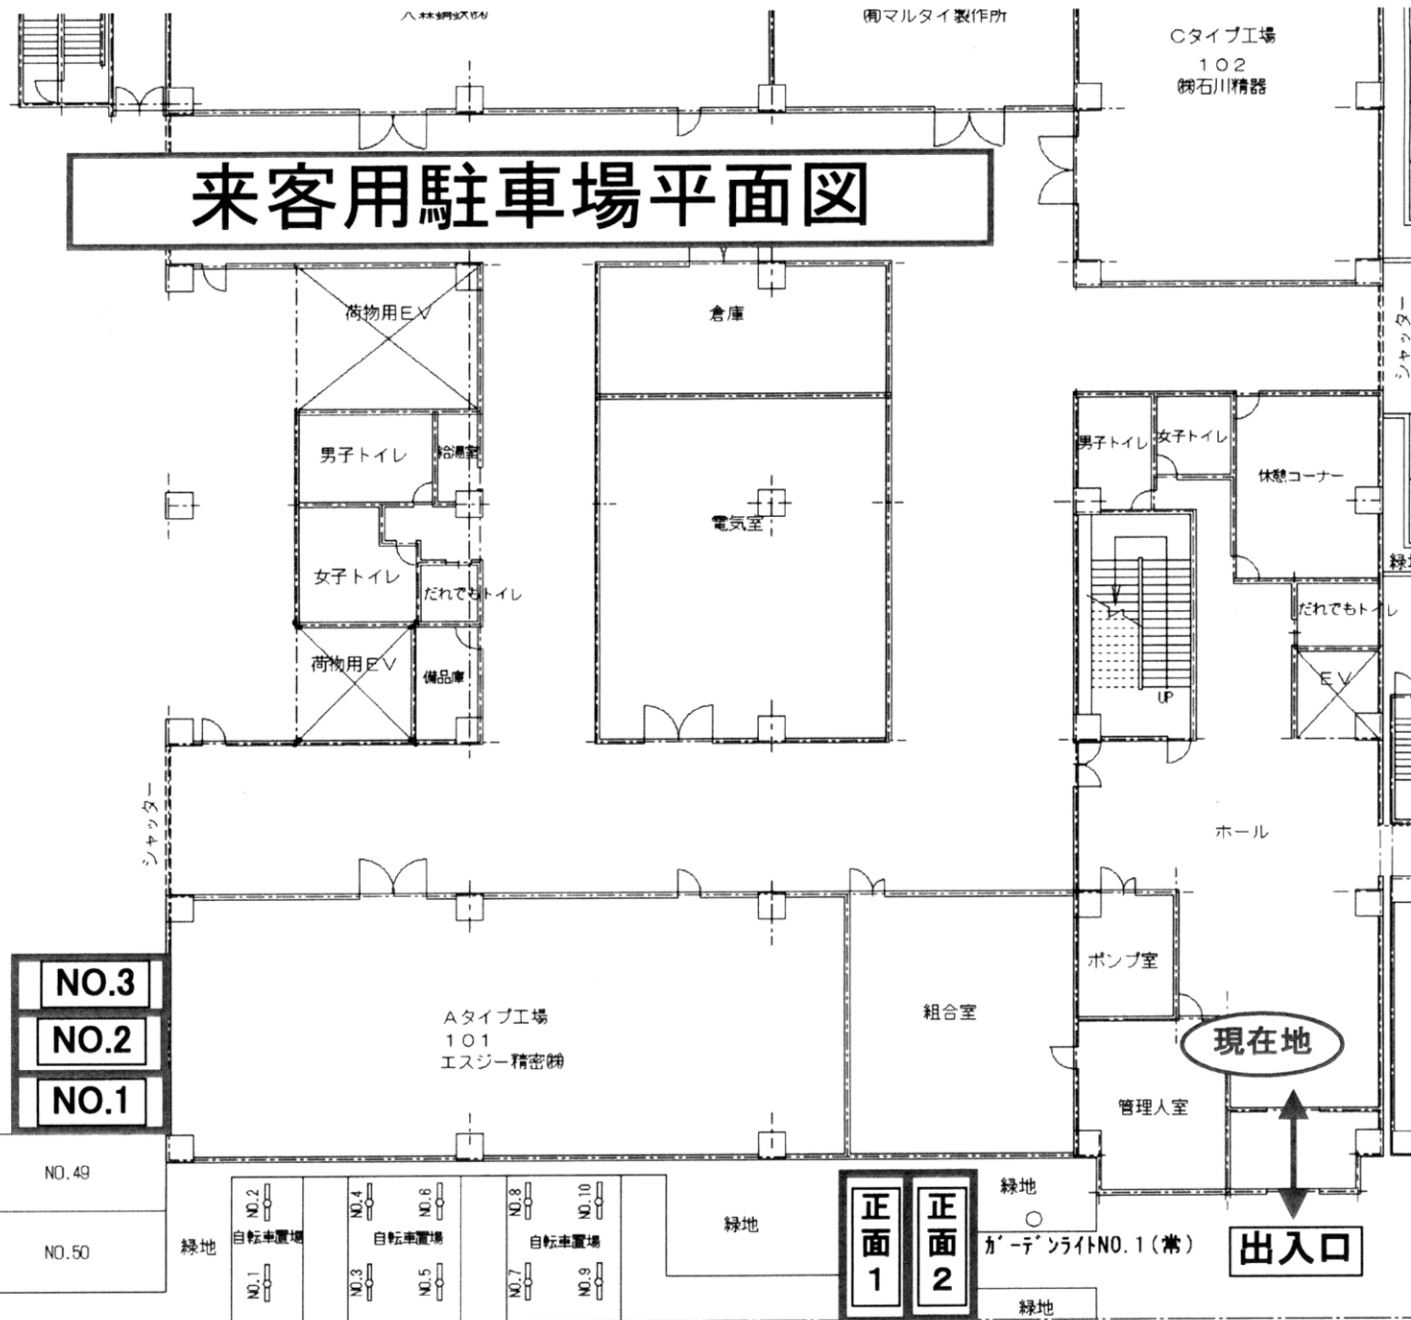 ㈲マルタイ製作所
Cタイプ工場
102
㈱石川精器
来客用駐車場平面図
荷物用EV
倉庫
シャッター
男子トイレ
給湯室
男子トイレ
女子トイレ
休憩コーナー
電気室
緑地
女子トイレ
だれでもトイレ
だれでもトイレ
荷物用EV
備品庫
EV
UP
シャッター
ホール
NO.3
NO.2
NO.1
Aタイプ工場
101
エスジー精密㈱
組合室
ポンプ室
現在地
管理人室
NO.49
NO.50
緑地
NO.2
自転車置場
NO.1
NO.4
NO.6
自転車置場
NO.3
NO.5
NO.8
NO.10
自転車置場
NO.7
NO.9
緑地
正面1
正面2
緑地
ガーデンライトNO.1(常)
緑地
出入口